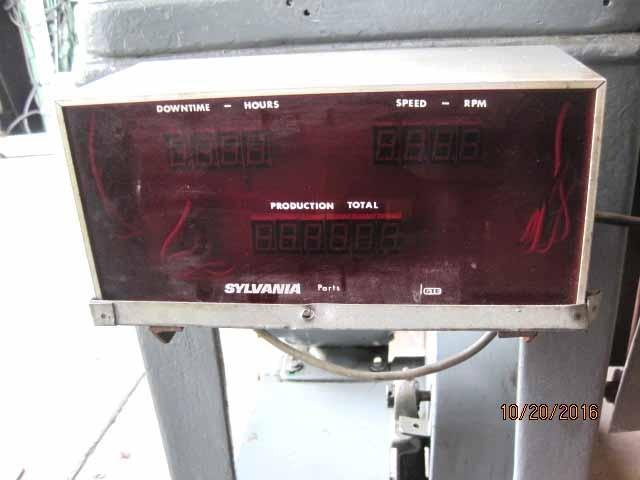 DOWNTIME - HOURS
SPEED - RPM
PRODUCTION TOTAL
SYLVANIA Parts GTE
10/20/2016